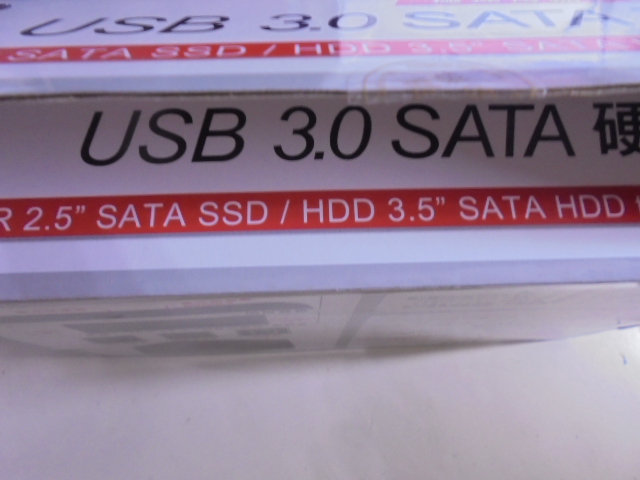 USB 3.0 SATA
SATA SSD / HDD 3.5" SATA
USB 3.0 SATA 硬
R 2.5" SATA SSD / HDD 3.5" SATA HDD